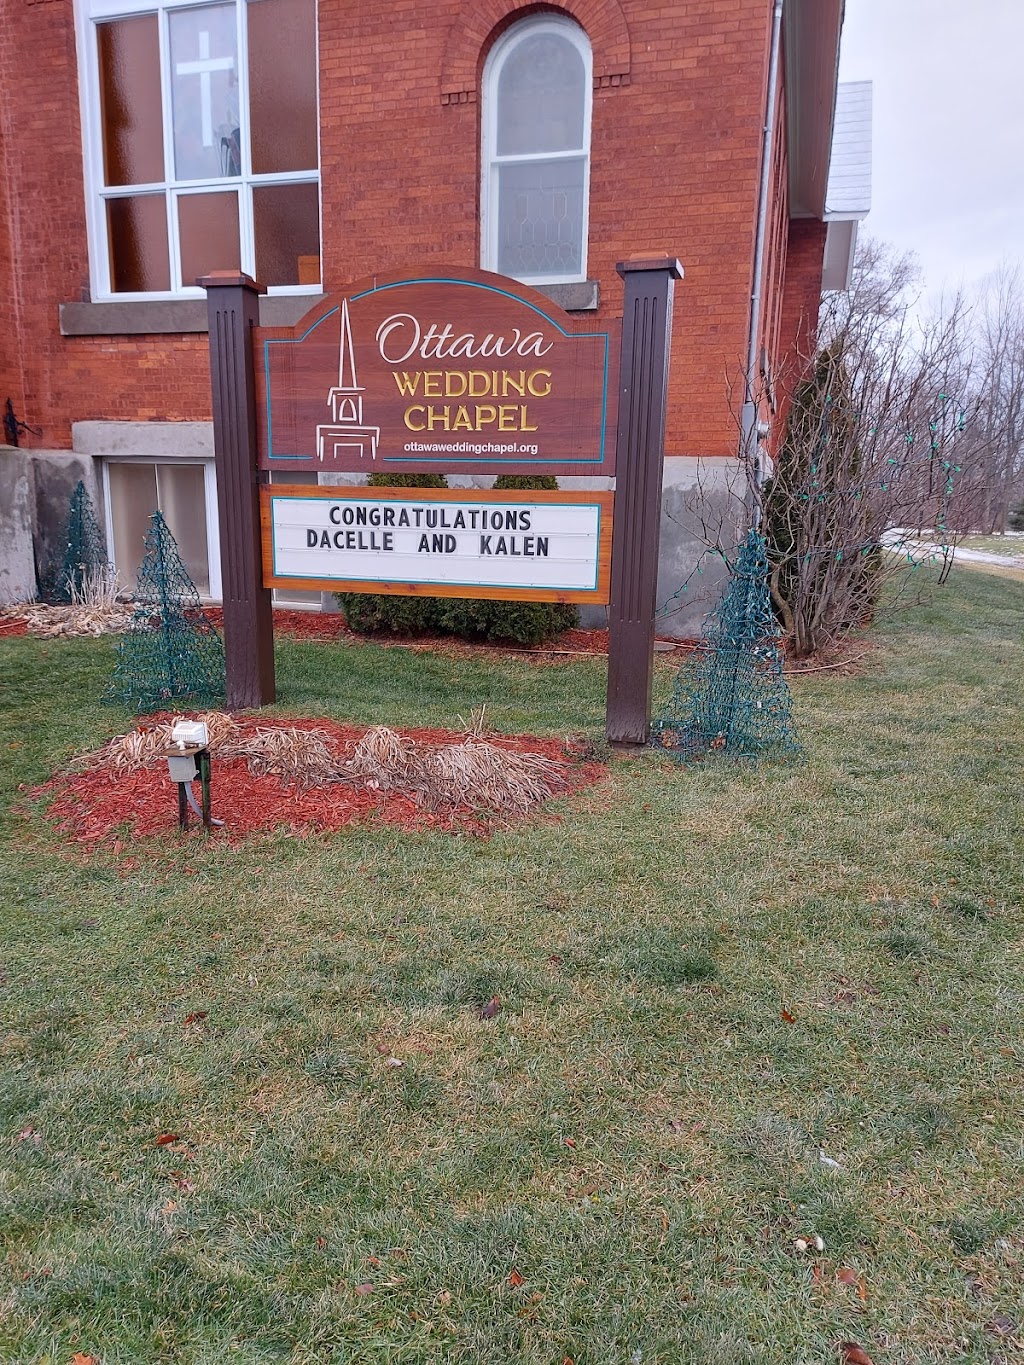 Ottawa
WEDDING
CHAPEL
ottawaweddingchapel.org
CONGRATULATIONS
DACELLE AND KALEN